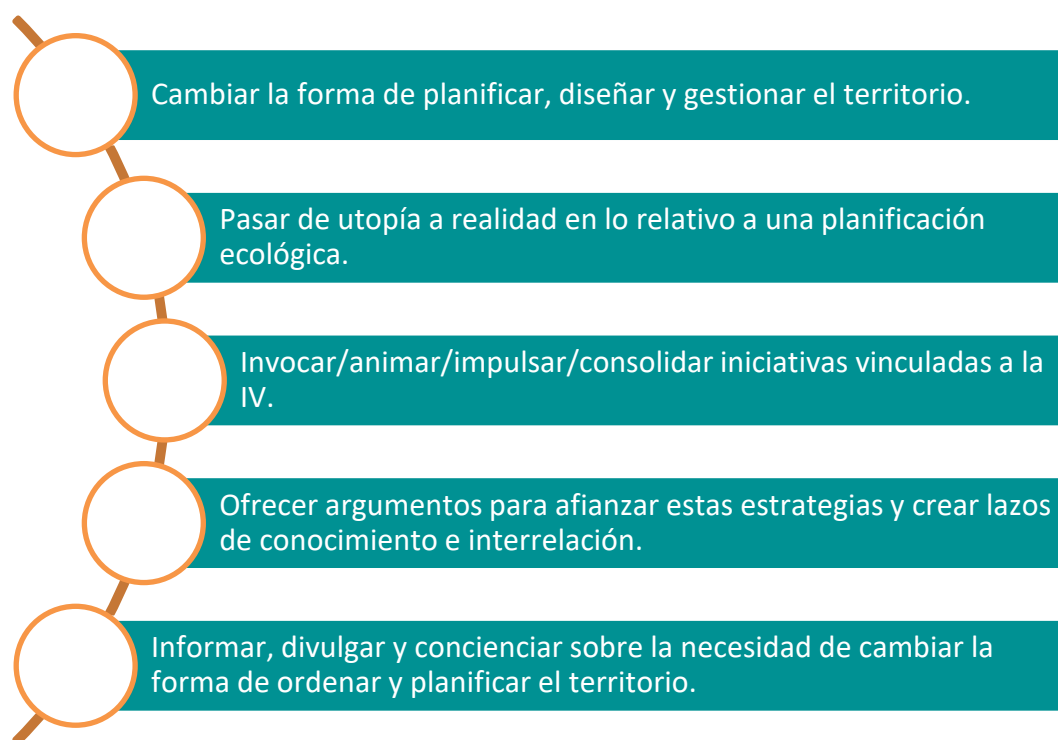 Cambiar la forma de planificar, diseñar y gestionar el territorio.
Pasar de utopía a realidad en lo relativo a una planificación
ecológica.
Invocar/animar/impulsar/consolidar iniciativas vinculadas a la
IV.
Ofrecer argumentos para afianzar estas estrategias y crear lazos
de conocimiento e interrelación.
Informar, divulgar y concienciar sobre la necesidad de cambiar la
forma de ordenar y planificar el territorio.